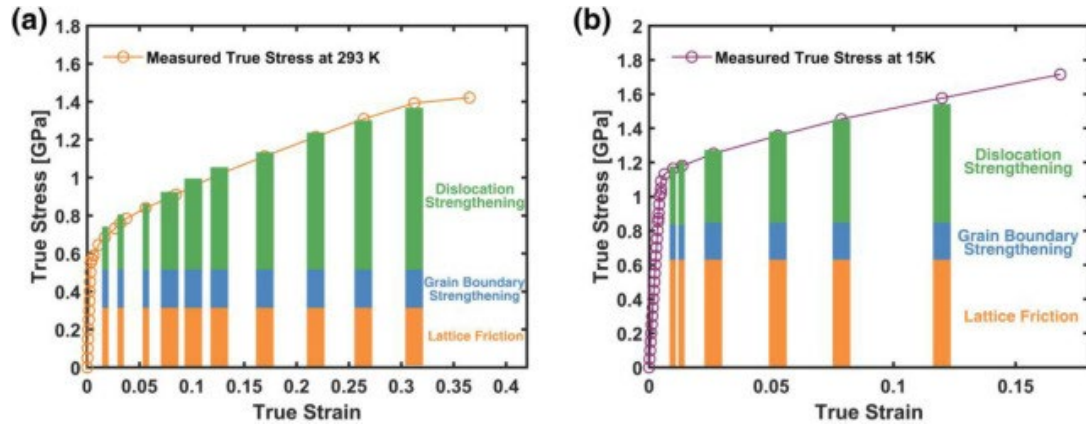 (a)
1.8
1.6
1.4
1.2
1
0.8
0.6
0.4
0.2
0
True Stress [GPa]
Measured True Stress at 293 K
Dislocation
Strengthening
Grain Boundary
Strengthening
Lattice Friction
0 0.05 0.1 0.15 0.2 0.25 0.3 0.35 0.4
True Strain
(b)
2
1.8
1.6
1.4
1.2
1
0.8
0.6
0.4
0.2
0
True Stress [GPa]
Measured True Stress at 15K
Dislocation
Strengthening
Grain Boundary
Strengthening
Lattice Friction
0 0.05 0.1 0.15
True Strain